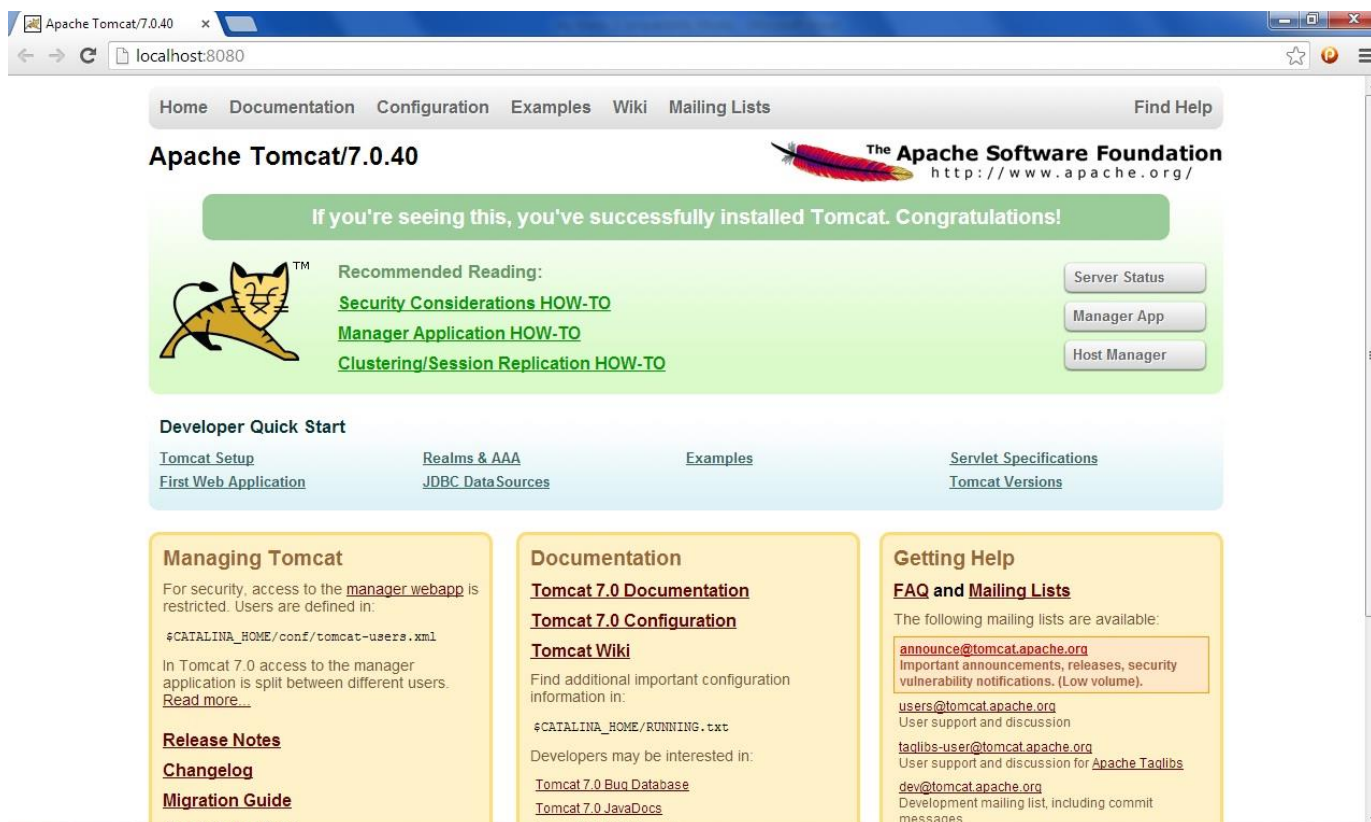 Apache Tomcat/7.0.40
localhost:8080
Home Documentation Configuration Examples Wiki Mailing Lists Find Help
Apache Tomcat/7.0.40
The Apache Software Foundation
http://www.apache.org/
If you're seeing this, you've successfully installed Tomcat. Congratulations!
TM
Recommended Reading:
Security Considerations HOW-TO
Manager Application HOW-TO
Clustering/Session Replication HOW-TO
Server Status
Manager App
Host Manager
Developer Quick Start
Tomcat Setup
First Web Application
Realms & AAA
JDBC DataSources
Examples
Servlet Specifications
Tomcat Versions
Managing Tomcat
For security, access to the manager webapp is
restricted. Users are defined in:
$CATALINA_HOME/conf/tomcat-users.xml
In Tomcat 7.0 access to the manager
application is split between different users.
Read more...
Release Notes
Changelog
Migration Guide
Documentation
Tomcat 7.0 Documentation
Tomcat 7.0 Configuration
Tomcat Wiki
Find additional important configuration
information in:
$CATALINA_HOME/RUNNING.txt
Developers may be interested in:
Tomcat 7.0 Bug Database
Tomcat 7.0 JavaDocs
Getting Help
FAQ and Mailing Lists
The following mailing lists are available:
announce@tomcat.apache.org
Important announcements, releases, security
vulnerability notifications. (Low volume).
users@tomcat.apache.org
User support and discussion
taglibs-user@tomcat.apache.org
User support and discussion for Apache Taglibs
dev@tomcat.apache.org
Development mailing list, including commit
messages